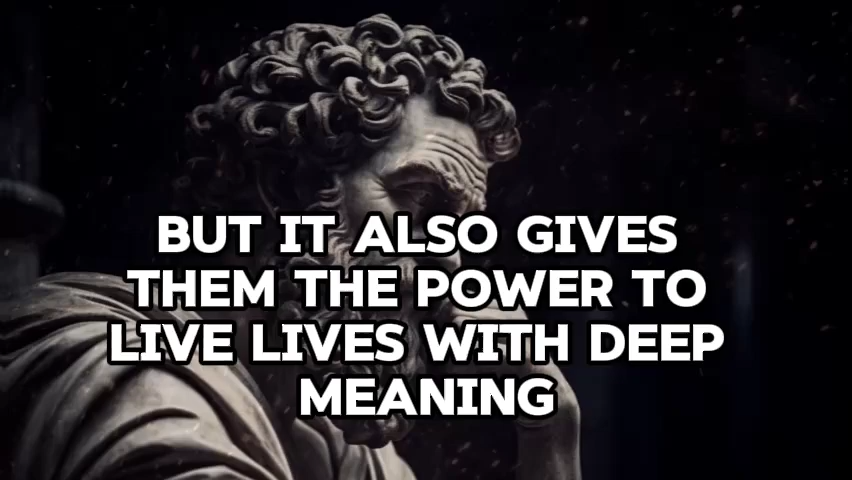 BUT IT ALSO GIVES
THEM THE POWER TO
LIVE LIVES WITH DEEP
MEANING